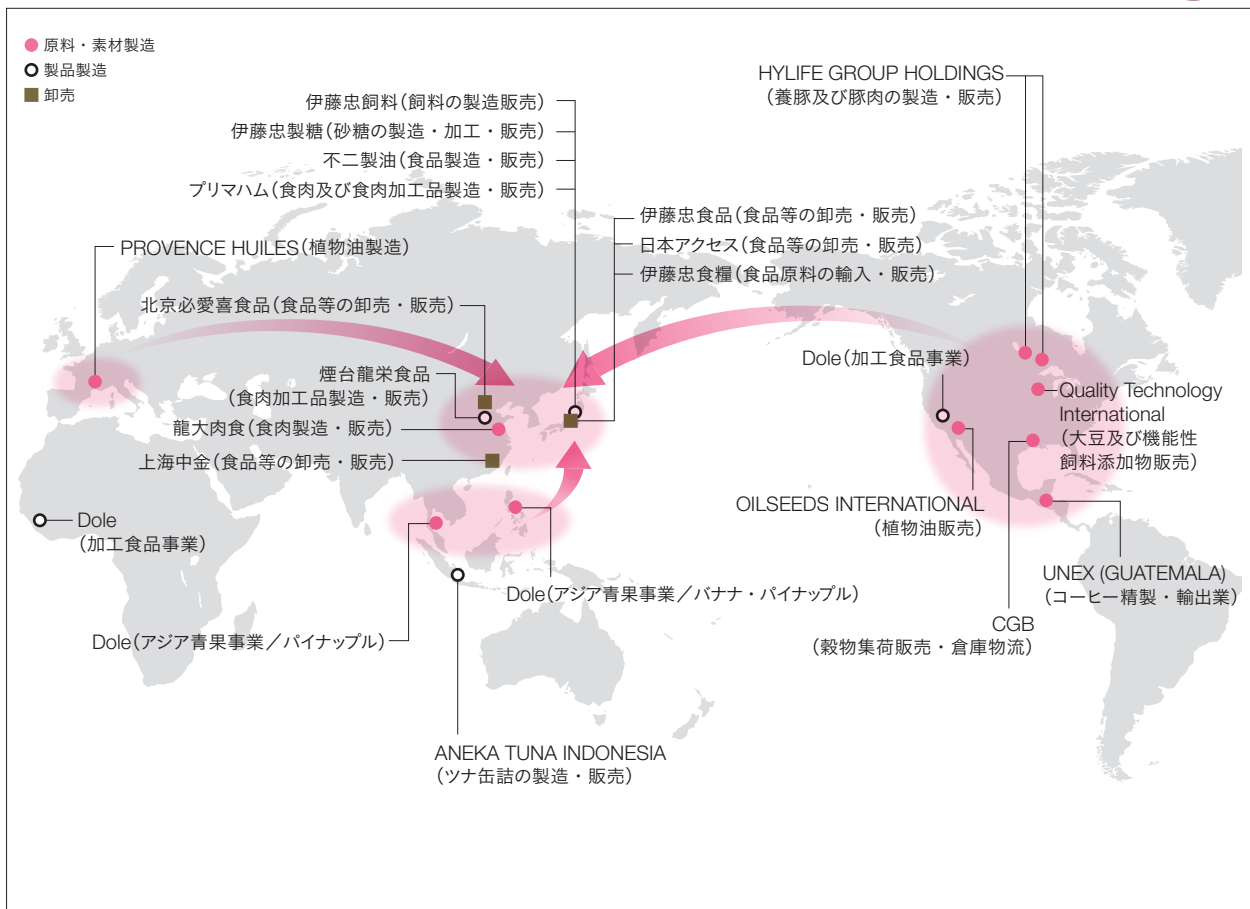 原料・素材製造
製品製造
卸売
伊藤忠飼料(飼料の製造販売)
伊藤忠製糖(砂糖の製造・加工・販売)
不二製油(食品製造・販売)
プリマハム(食肉及び食肉加工品製造・販売)
HYLIFE GROUP HOLDINGS
(養豚及び豚肉の製造・販売)
伊藤忠食品(食品等の卸売・販売)
日本アクセス(食品等の卸売・販売)
伊藤忠食糧(食品原料の輸入・販売)
PROVENCE HUILES(植物油製造)
北京必愛喜食品(食品等の卸売・販売)
煙台龍栄食品
(食肉加工品製造・販売)
龍大肉食(食肉製造・販売)
上海中金(食品等の卸売・販売)
Dole(加工食品事業)
Quality Technology
International
(大豆及び機能性
飼料添加物販売)
OILSEEDS INTERNATIONAL
(植物油販売)
Dole
(加工食品事業)
Dole(アジア青果事業／バナナ・パイナップル)
Dole(アジア青果事業／パイナップル)
UNEX (GUATEMALA)
(コーヒー精製・輸出業)
CGB
(穀物集荷販売・倉庫物流)
ANEKA TUNA INDONESIA
(ツナ缶詰の製造・販売)